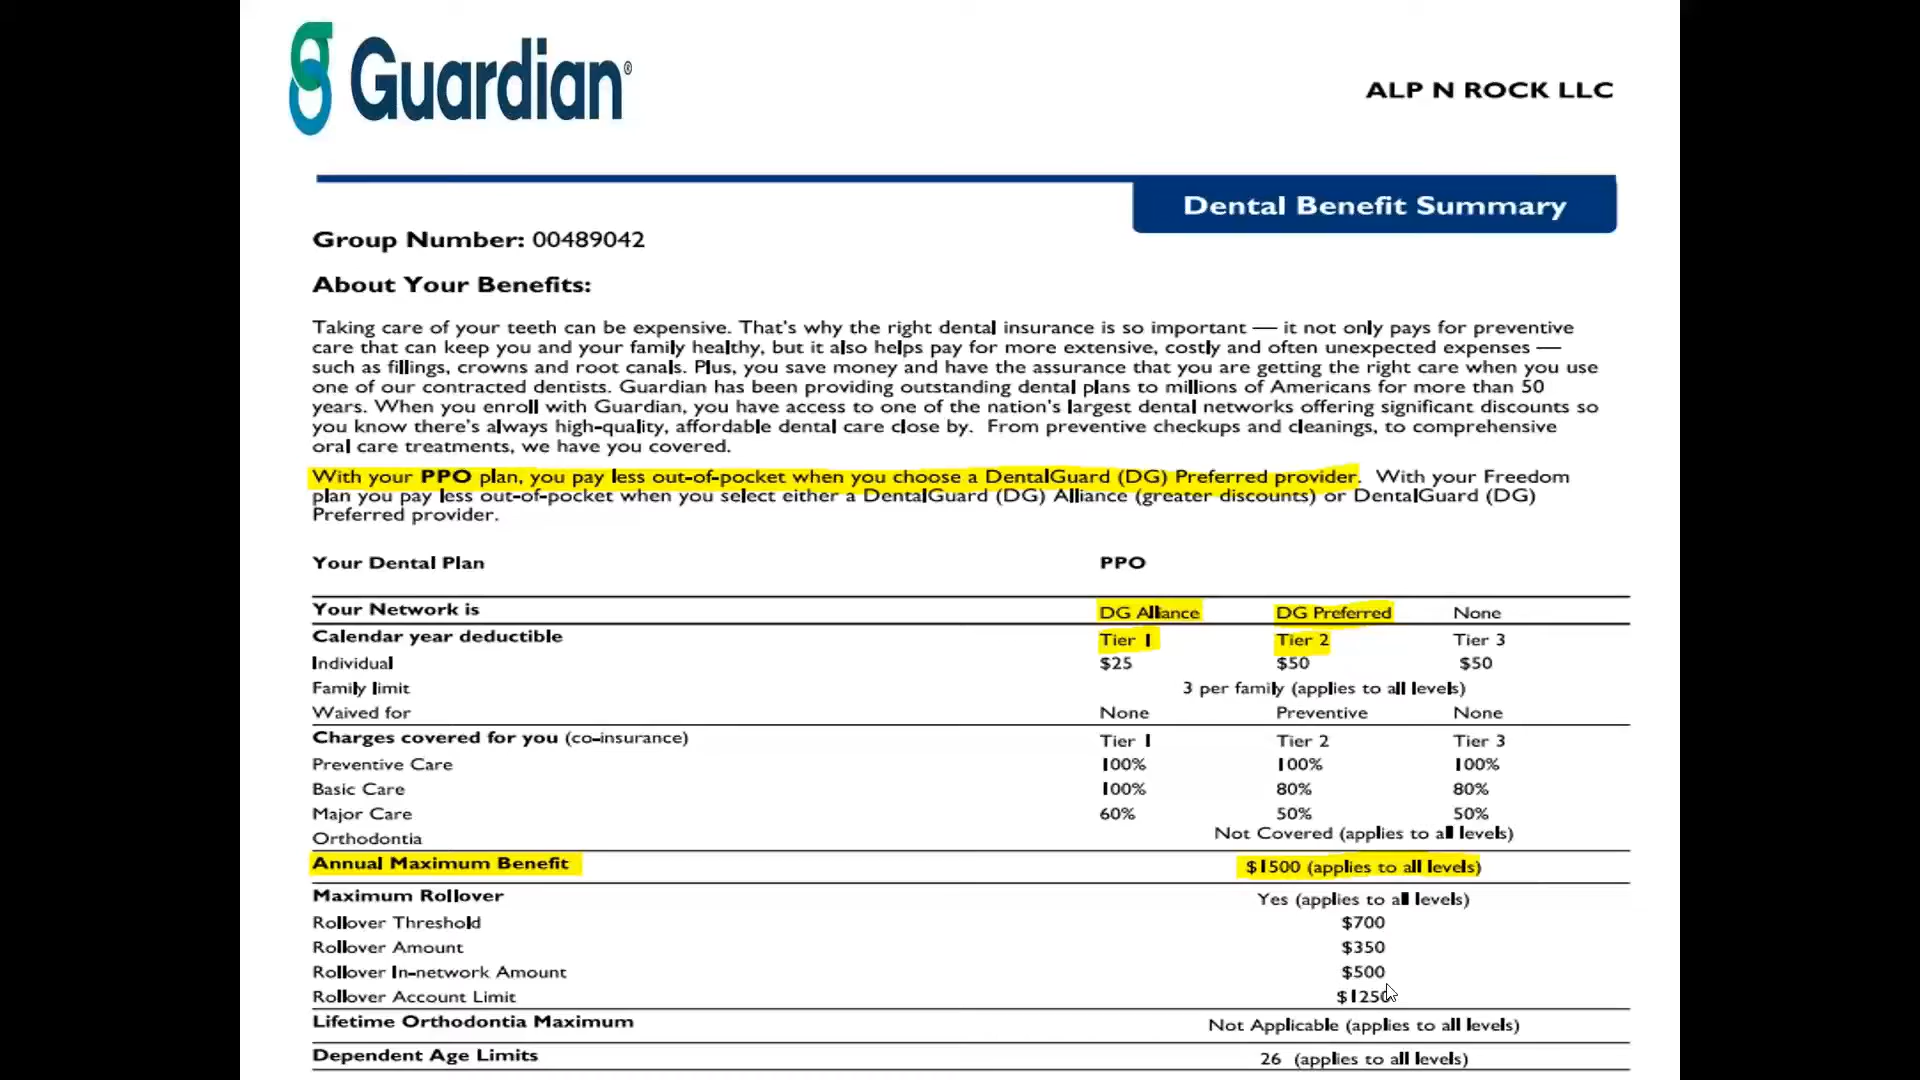 Guardian®
ALP N ROCK LLC
Dental Benefit Summary
Group Number: 00489042
About Your Benefits:
Taking care of your teeth can be expensive. That's why the right dental insurance is so important — it not only pays for preventive
care that can keep you and your family healthy, but it also helps pay for more extensive, costly and often unexpected expenses —
such as fillings, crowns and root canals. Plus, you save money and have the assurance that you are getting the right care when you use
one of our contracted dentists. Guardian has been providing outstanding dental plans to millions of Americans for more than 50
years. When you enroll with Guardian, you have access to one of the nation's largest dental networks offering significant discounts so
you know there's always high-quality, affordable dental care close by. From preventive checkups and cleanings, to comprehensive
oral care treatments, we have you covered.
With your PPO plan, you pay less out-of-pocket when you choose a DentalGuard (DG) Preferred provider. With your Freedom
plan you pay less out-of-pocket when you select either a DentalGuard (DG) Alliance (greater discounts) or DentalGuard (DG)
Preferred provider.
Your Dental Plan PPO
Your Network is DG Alliance DG Preferred None
Calendar year deductible Tier 1 Tier 2 Tier 3
Individual $25 $50 $50
Family limit 3 per family (applies to all levels)
Waived for None Preventive None
Charges covered for you (co-insurance) Tier 1 Tier 2 Tier 3
Preventive Care 100% 100% 100%
Basic Care 100% 80% 80%
Major Care 60% 50% 50%
Orthodontia Not Covered (applies to all levels)
Annual Maximum Benefit $1500 (applies to all levels)
Maximum Rollover Yes (applies to all levels)
Rollover Threshold $700
Rollover Amount $350
Rollover In-network Amount $500
Rollover Account Limit $1250
Lifetime Orthodontia Maximum Not Applicable (applies to all levels)
Dependent Age Limits 26 (applies to all levels)